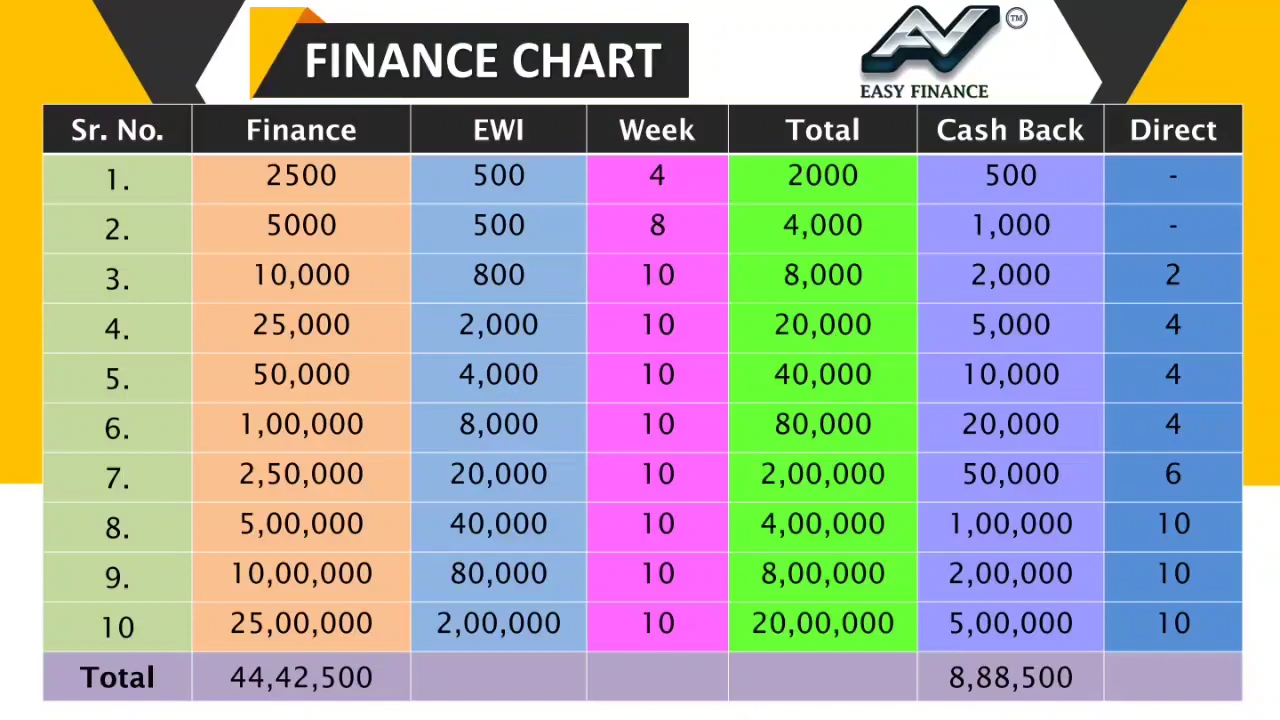 FINANCE CHART
AV
TM
EASY FINANCE
Sr. No. Finance EWI Week Total Cash Back Direct
1. 2500 500 4 2000 500 -
2. 5000 500 8 4,000 1,000 -
3. 10,000 800 10 8,000 2,000 2
4. 25,000 2,000 10 20,000 5,000 4
5. 50,000 4,000 10 40,000 10,000 4
6. 1,00,000 8,000 10 80,000 20,000 4
7. 2,50,000 20,000 10 2,00,000 50,000 6
8. 5,00,000 40,000 10 4,00,000 1,00,000 10
9. 10,00,000 80,000 10 8,00,000 2,00,000 10
10 25,00,000 2,00,000 10 20,00,000 5,00,000 10
Total 44,42,500 8,88,500